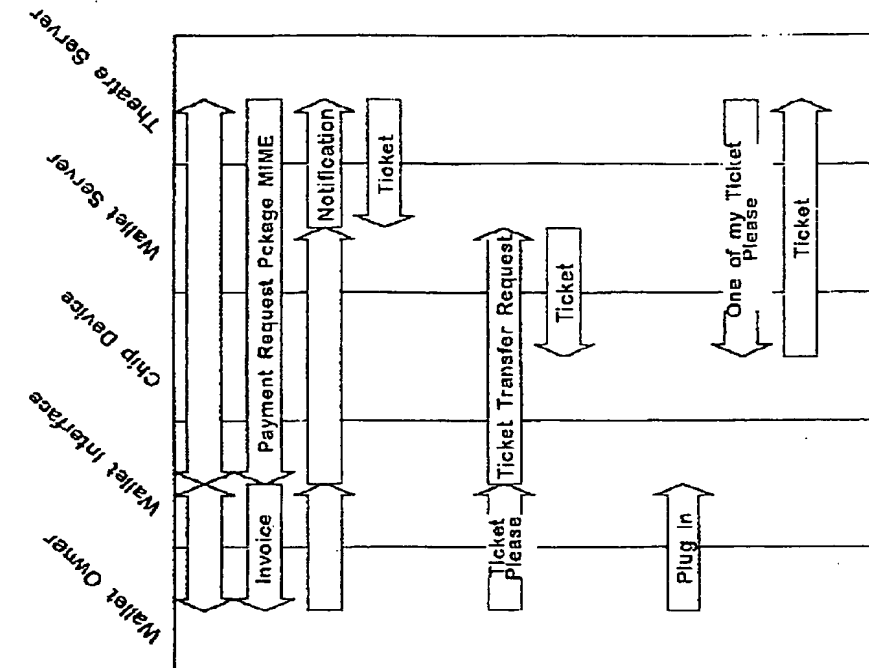 Theatre Server
Wallet Server
Chip Device
Wallet Interface
Wallet Owner
Payment Request Pckage MIME
Invoice
Notification
Ticket
Ticket Transfer Request
Ticket
Please
Ticket
Plug In
One of my Ticket
Please
Ticket